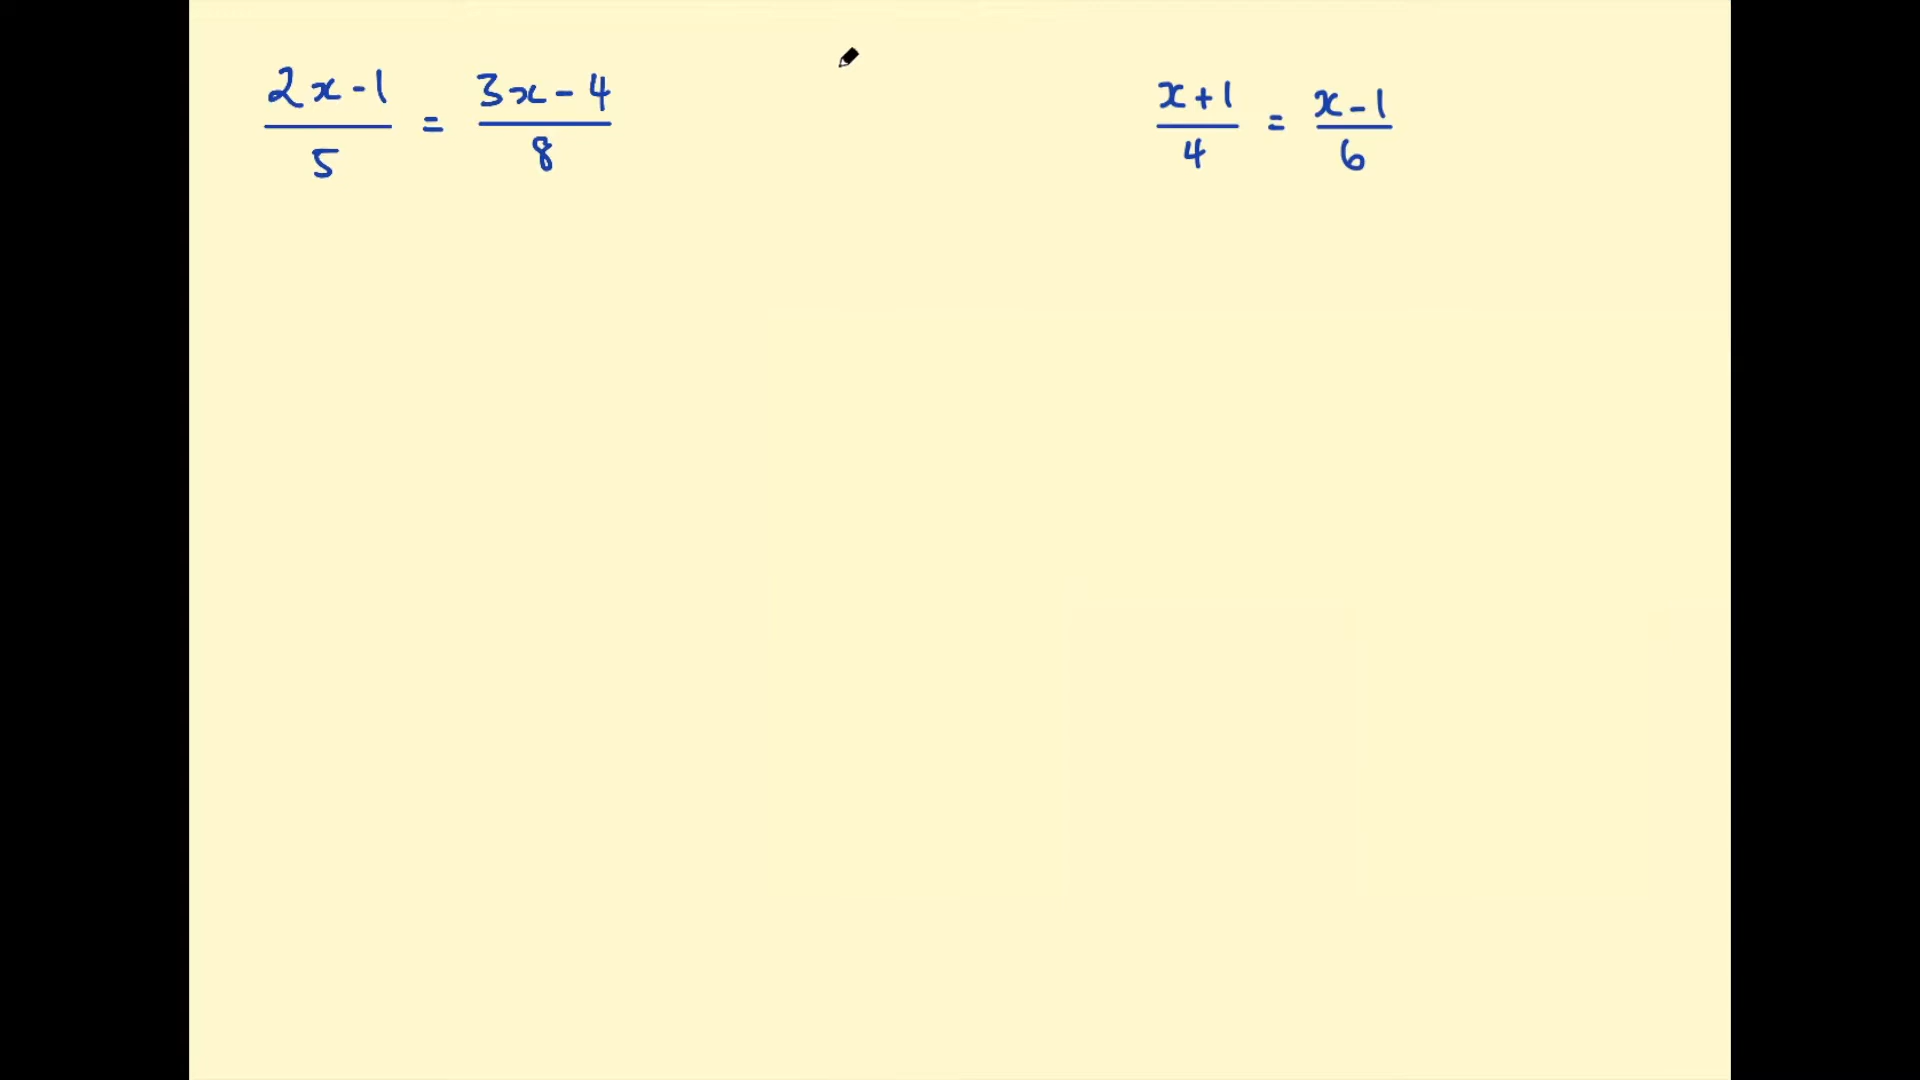 (2x-1)/5 = (3x-4)/8
(x+1)/4 = (x-1)/6